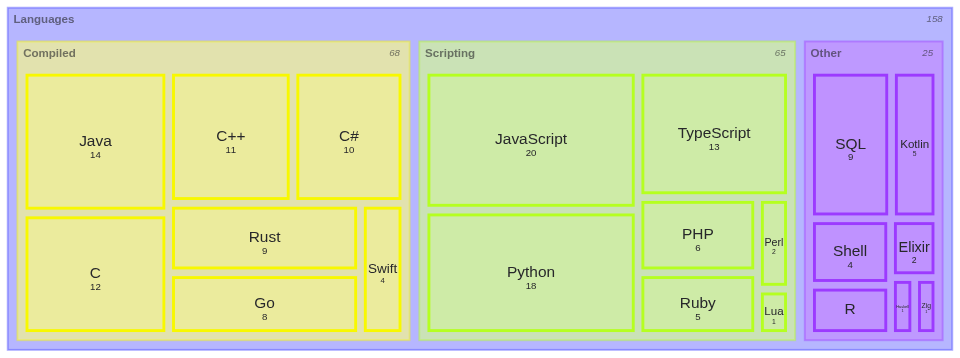 Languages 158
Compiled 68
Java
14
C++
11
C#
10
C
12
Rust
9
Go
8
Swift
4
Scripting 65
JavaScript
20
TypeScript
13
Python
18
PHP
6
Perl
2
Ruby
5
Lua
1
Other 25
SQL
9
Kotlin
5
Shell
4
Elixir
2
R
Zig
1